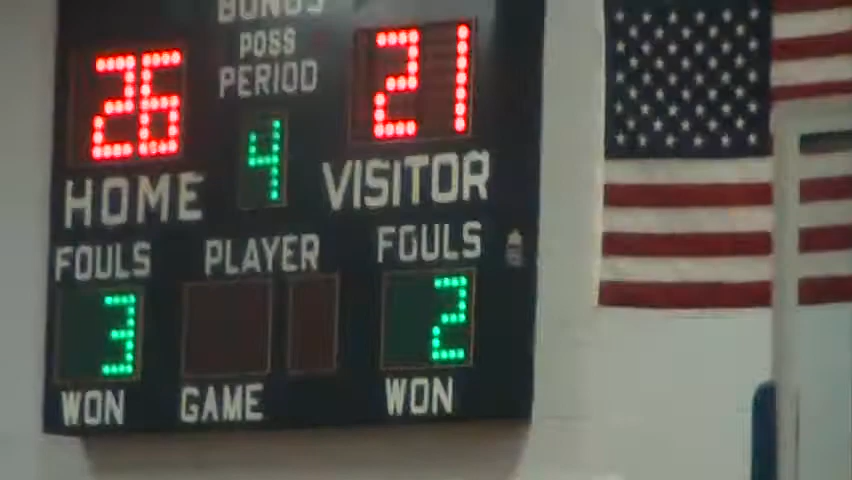 BONUS
POSS
PERIOD
26 4 21
HOME VISITOR
FOULS PLAYER FOULS
3 2
WON GAME WON